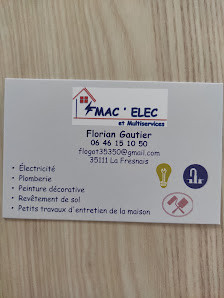 FMAC' ELEC
et Multiservices
Florian Gautier
06 46 15 10 50
flogat35350@gmail.com
35111 La Fresnais
• Électricité
• Plomberie
• Peinture décorative
• Revêtement de sol
• Petits travaux d'entretien de la maison